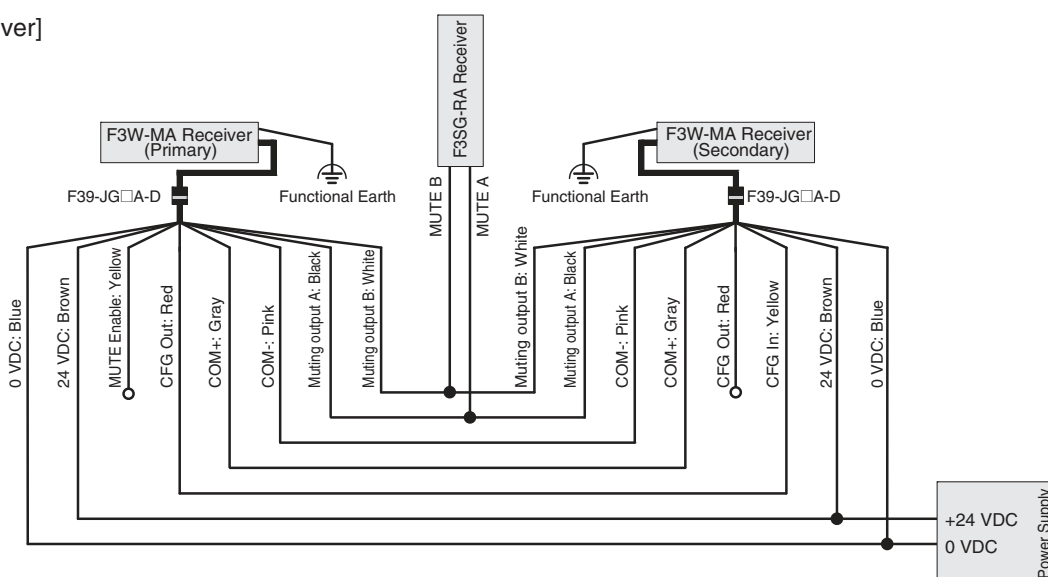 ver]
F3SG-RA Receiver
F3W-MA Receiver
(Primary)
F3W-MA Receiver
(Secondary)
F39-JG□A-D
Functional Earth
MUTE B
MUTE A
Functional Earth
F39-JG□A-D
0 VDC: Blue
24 VDC: Brown
MUTE Enable: Yellow
CFG Out: Red
COM+: Gray
COM-: Pink
Muting output A: Black
Muting output B: White
Muting output B: White
Muting output A: Black
COM-: Pink
COM+: Gray
CFG Out: Red
CFG In: Yellow
24 VDC: Brown
0 VDC: Blue
+24 VDC
0 VDC
Power Supply